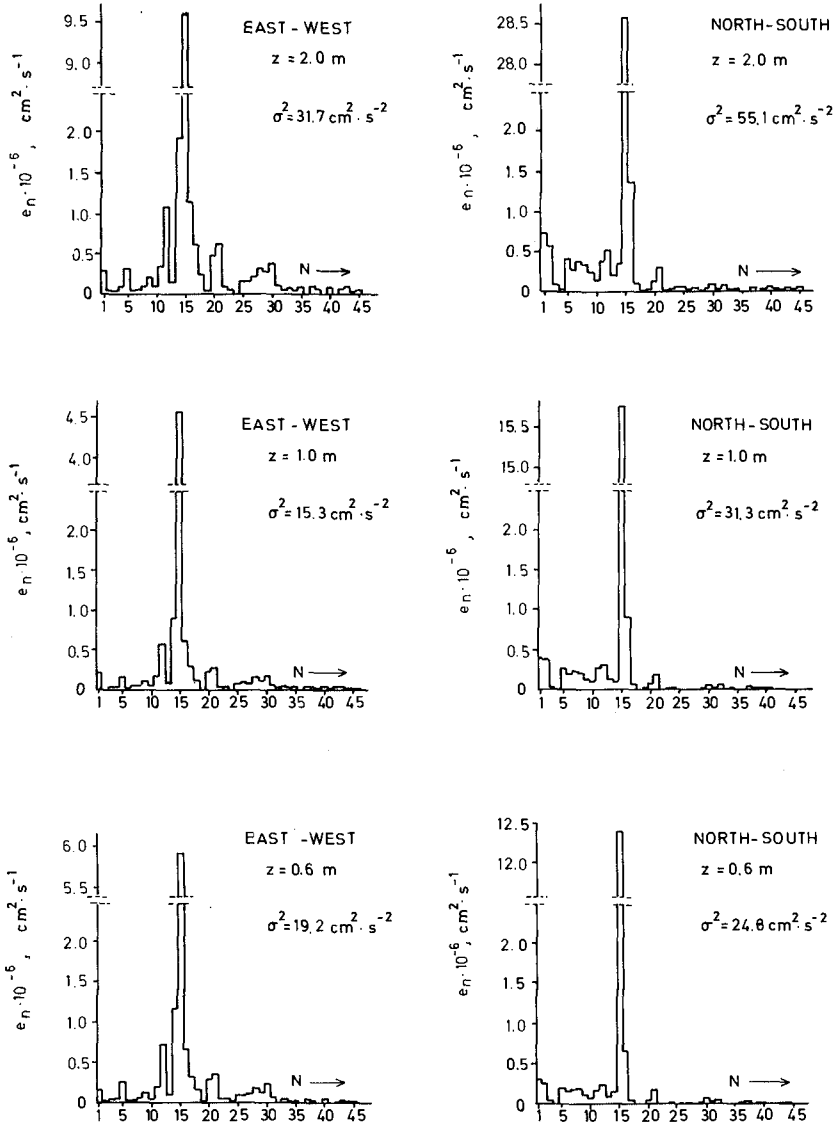 EAST - WEST
z = 2.0 m
σ² = 31.7 cm² · s⁻²
eₙ · 10⁻⁶ , cm² · s⁻¹
9.5
9.0
2.0
1.0
0.5
0
N →
1 5 10 15 20 25 30 35 40 45
NORTH - SOUTH
z = 2.0 m
σ² = 55.1 cm² · s⁻²
eₙ · 10⁻⁶ , cm² · s⁻¹
28.5
28.0
2.0
1.0
0.5
0
N →
1 5 10 15 20 25 30 35 40 45
EAST - WEST
z = 1.0 m
σ² = 15.3 cm² · s⁻²
eₙ · 10⁻⁶ , cm² · s⁻¹
4.5
4.0
2.0
1.5
1.0
0.5
0
N →
1 5 10 15 20 25 30 35 40 45
NORTH - SOUTH
z = 1.0 m
σ² = 31.3 cm² · s⁻²
eₙ · 10⁻⁶ , cm² · s⁻¹
15.5
15.0
2.0
1.5
1.0
0.5
0
N →
1 5 10 15 20 25 30 35 40 45
EAST - WEST
z = 0.6 m
σ² = 19.2 cm² · s⁻²
eₙ · 10⁻⁶ , cm² · s⁻¹
6.0
5.5
2.0
1.5
1.0
0.5
0
N →
1 5 10 15 20 25 30 35 40 45
NORTH - SOUTH
z = 0.6 m
σ² = 24.8 cm² · s⁻²
eₙ · 10⁻⁶ , cm² · s⁻¹
12.5
12.0
2.0
1.5
1.0
0.5
0
N →
1 5 10 15 20 25 30 35 40 45